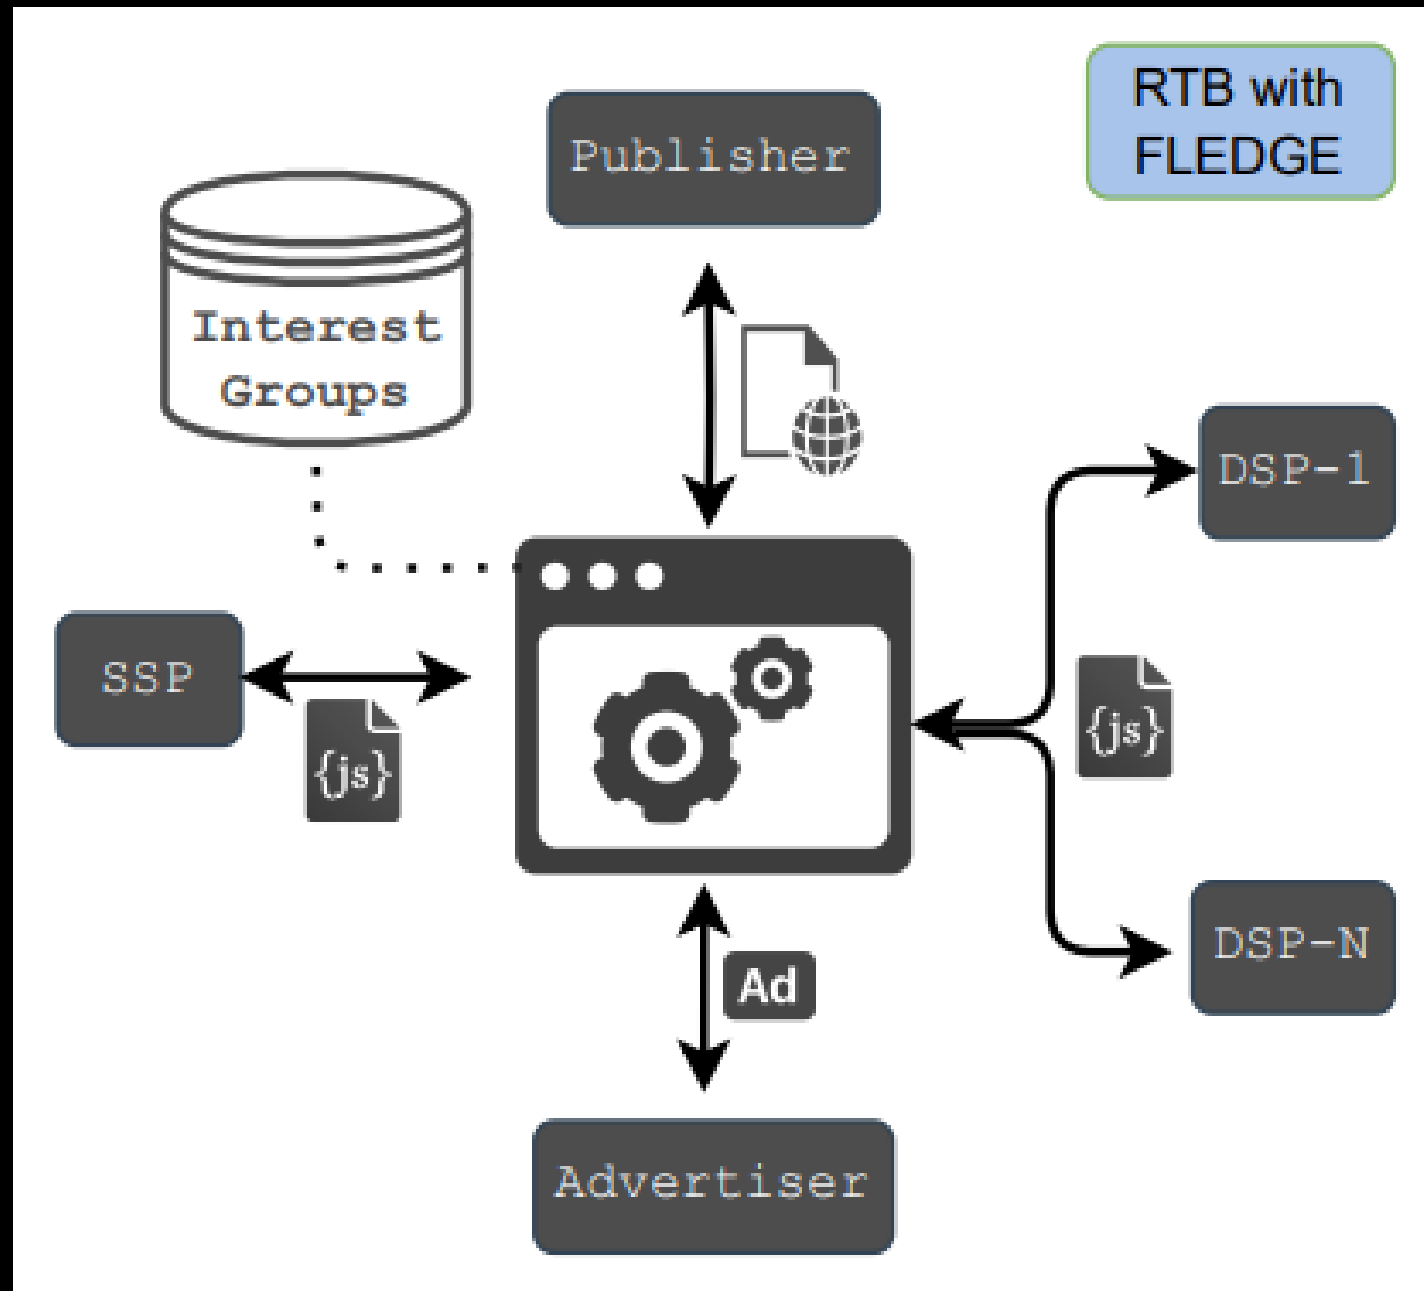 RTB with
FLEDGE
Publisher
Interest
Groups
DSP-1
SSP
{js}
{js}
DSP-N
Ad
Advertiser